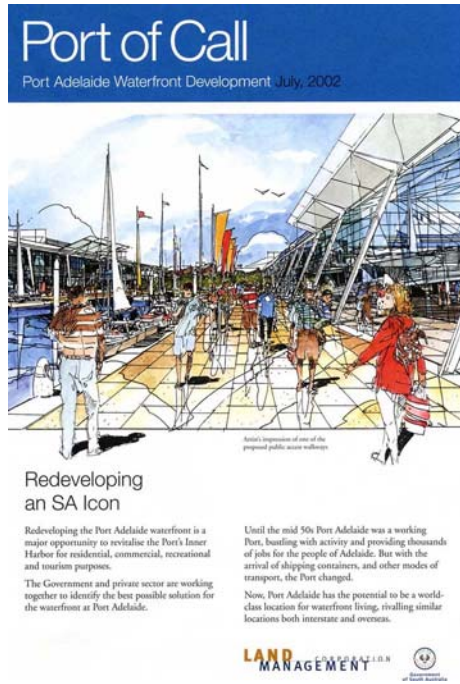 Port of Call
Port Adelaide Waterfront Development July, 2002
Artist's impression of one of the
proposed public access walkways
Redeveloping
an SA Icon
Redeveloping the Port Adelaide waterfront is a
major opportunity to revitalise the Port's Inner
Harbor for residential, commercial, recreational
and tourism purposes.
The Government and private sector are working
together to identify the best possible solution for
the waterfront at Port Adelaide.
Until the mid 50s Port Adelaide was a working
Port, bustling with activity and providing thousands
of jobs for the people of Adelaide. But with the
arrival of shipping containers, and other modes of
transport, the Port changed.
Now, Port Adelaide has the potential to be a world-
class location for waterfront living, rivalling similar
locations both interstate and overseas.
LAND CORPORATION
MANAGEMENT
Government
of South Australia